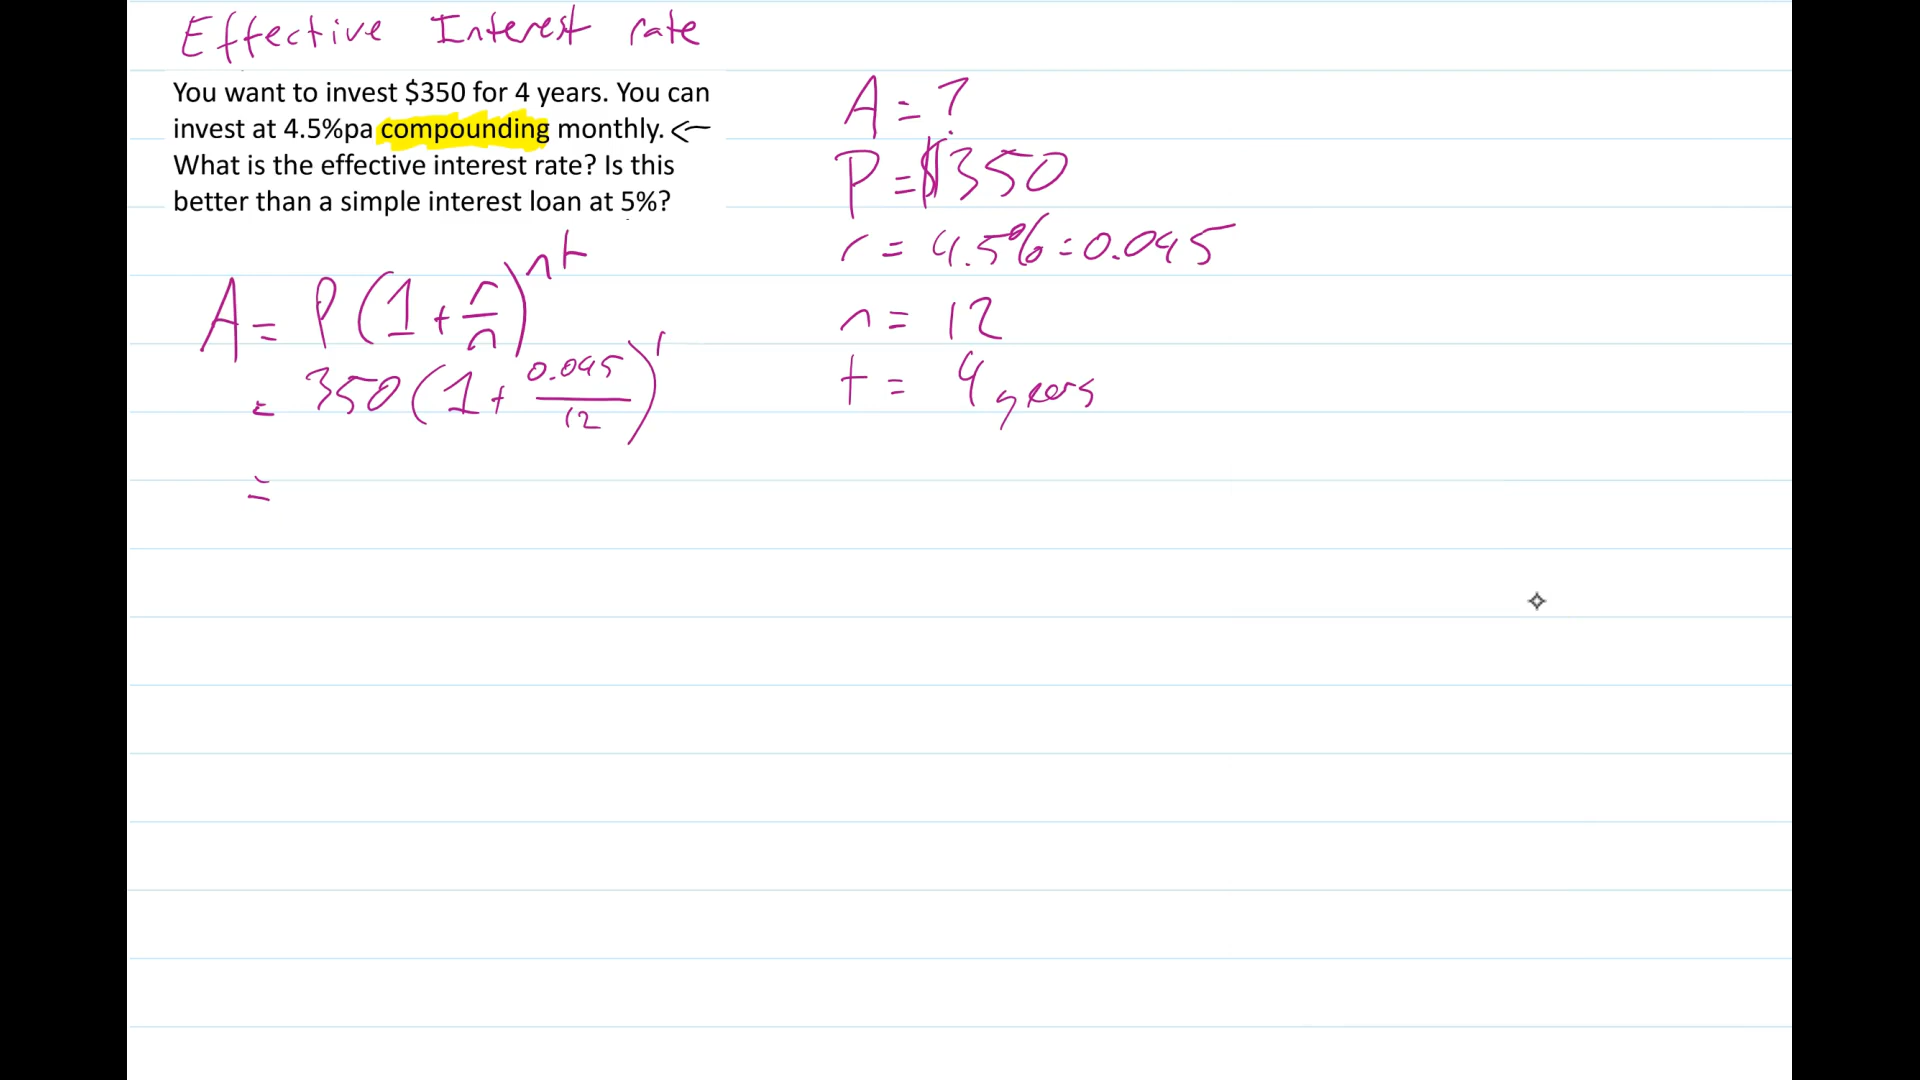 Effective Interest rate
You want to invest $350 for 4 years. You can
invest at 4.5%pa compounding monthly. ←
What is the effective interest rate? Is this
better than a simple interest loan at 5%?
A = P(1 + r/n)^nt
= 350(1 + 0.045/12)^1
=
A = ?
P = $350
r = 4.5% = 0.045
n = 12
t = 4 years